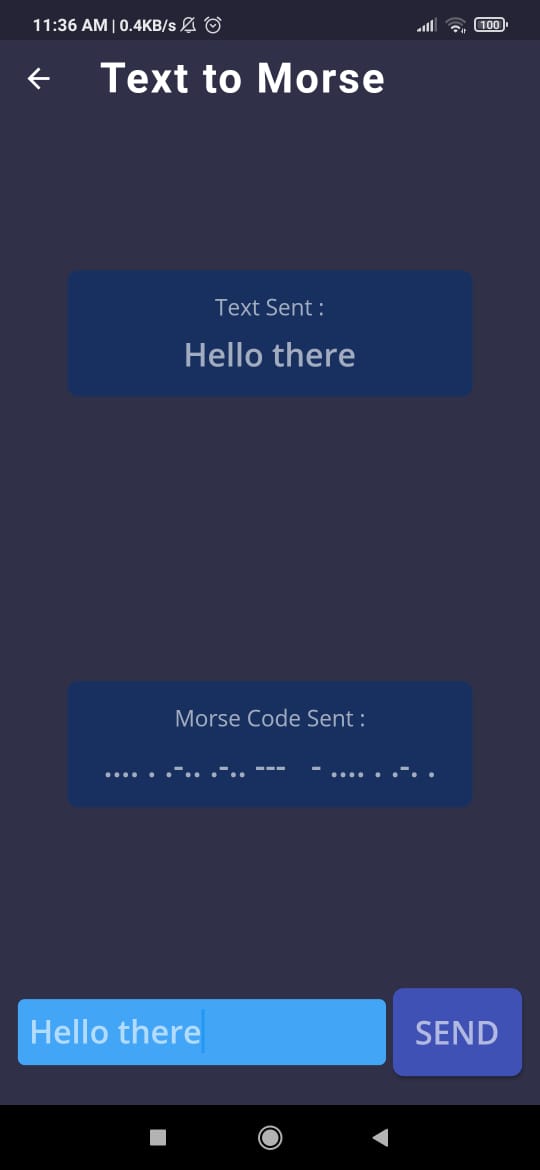 11:36 AM | 0.4KB/s
100
Text to Morse
Text Sent :
Hello there
Morse Code Sent :
.... . .-.. .-.. ---   - .... . .-. .
Hello there
SEND